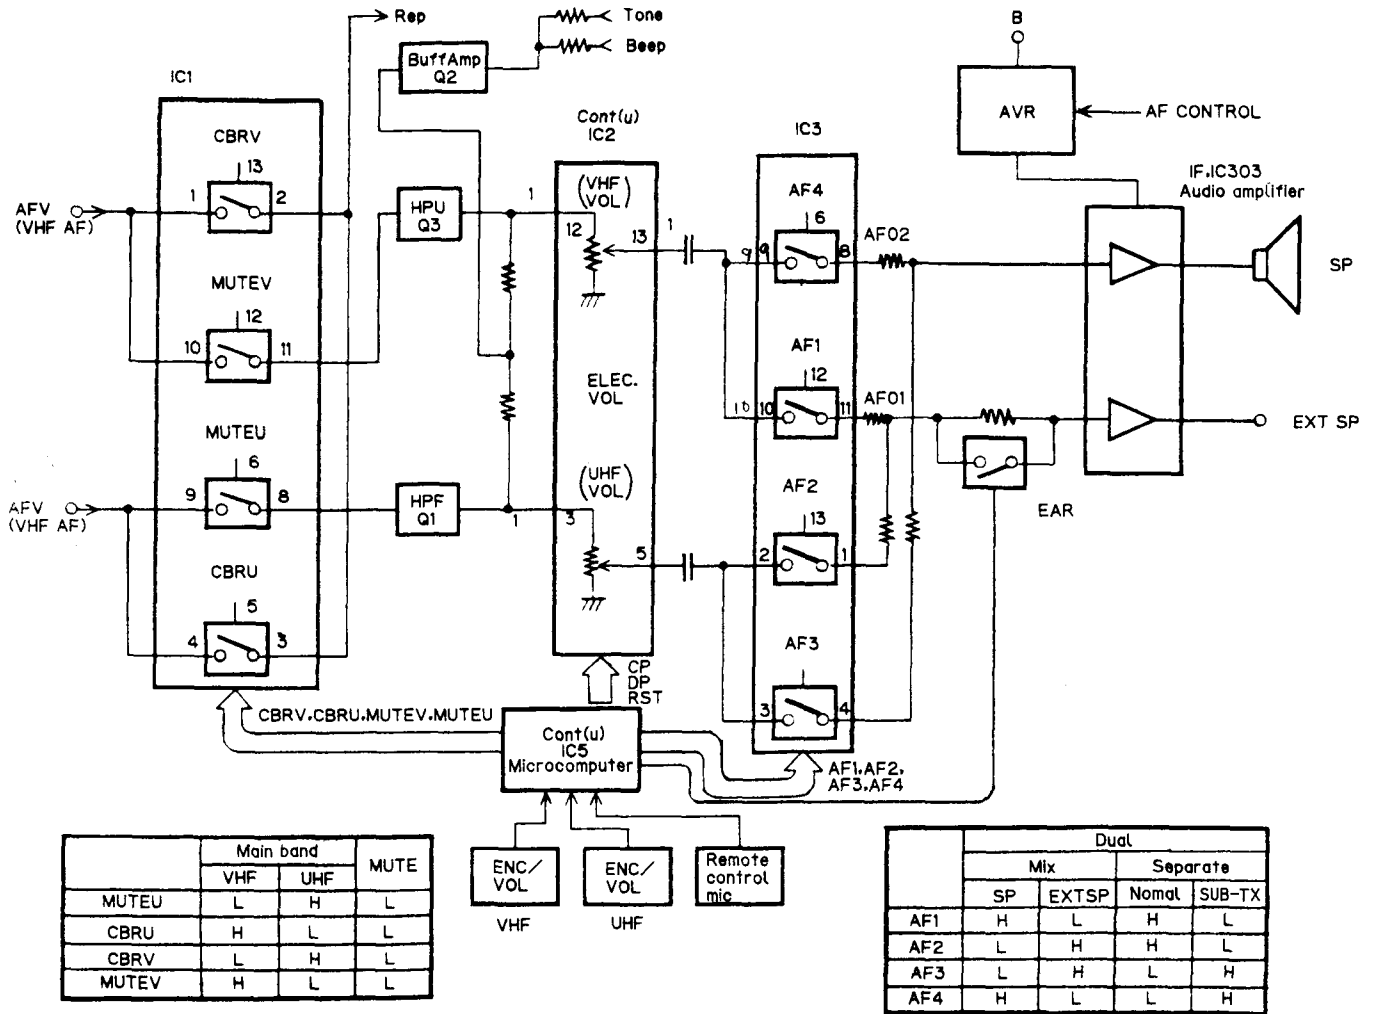 Rep
Tone
Beep
BuffAmp
Q2
B
IC1
Cont(u)
IC2
IC3
AVR
AF CONTROL
IF.IC303
Audio amplifier
CBRV
13
1
2
AFV
(VHF AF)
HPU
Q3
1
(VHF VOL)
12
13
1
AF4
6
9
9
8
AFO2
SP
MUTEV
12
10
11
ELEC.
VOL
AF1
12
10
10
11
AFO1
EXT SP
MUTEU
6
9
8
AFV
(VHF AF)
HPF
Q1
1
(UHF VOL)
3
5
AF2
13
2
1
EAR
CBRU
5
4
3
AF3
3
4
CP
DP
RST
CBRV.CBRU.MUTEV.MUTEU
Cont(u)
IC5
Microcomputer
AF1.AF2.
AF3.AF4
ENC/
VOL
VHF
ENC/
VOL
UHF
Remote
control
mic
Main band MUTE
VHF UHF
MUTEU L H L
CBRU H L L
CBRV L H L
MUTEV H L L
Dual
Mix Separate
SP EXTSP Nomal SUB-TX
AF1 H L H L
AF2 L H H L
AF3 L H L H
AF4 H L L H